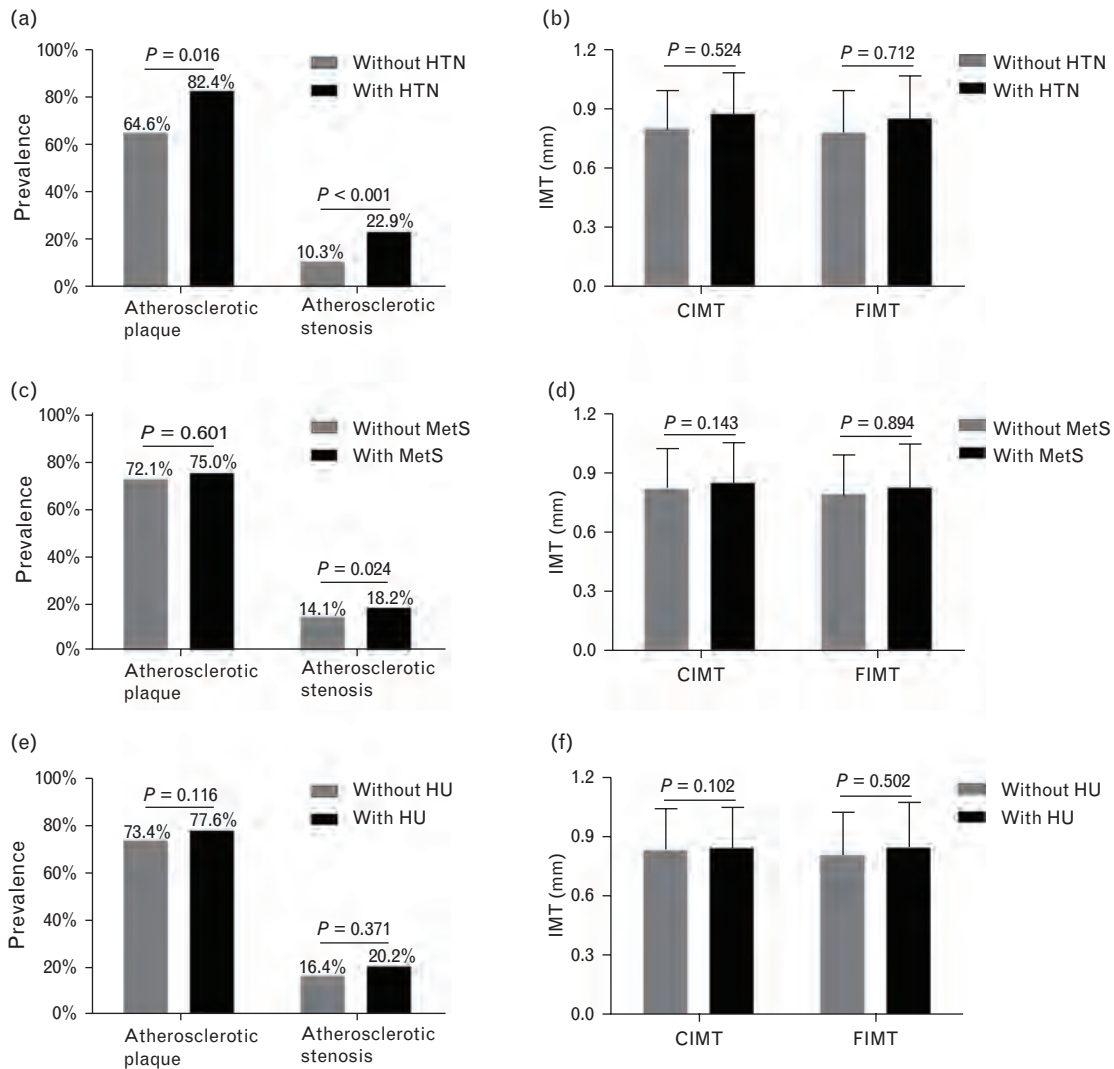 (a)
100%
80%
60%
40%
20%
0%
Prevalence
P = 0.016
64.6%
82.4%
P < 0.001
10.3%
22.9%
Without HTN
With HTN
Atherosclerotic
plaque
Atherosclerotic
stenosis
(b)
1.2
0.9
0.6
0.3
0.0
IMT (mm)
P = 0.524
P = 0.712
Without HTN
With HTN
CIMT
FIMT
(c)
100%
80%
60%
40%
20%
0%
Prevalence
P = 0.601
72.1%
75.0%
P = 0.024
14.1%
18.2%
Without MetS
With MetS
Atherosclerotic
plaque
Atherosclerotic
stenosis
(d)
1.2
0.9
0.6
0.3
0.0
IMT (mm)
P = 0.143
P = 0.894
Without MetS
With MetS
CIMT
FIMT
(e)
100%
80%
60%
40%
20%
0%
Prevalence
P = 0.116
73.4%
77.6%
P = 0.371
16.4%
20.2%
Without HU
With HU
Atherosclerotic
plaque
Atherosclerotic
stenosis
(f)
1.2
0.9
0.6
0.3
0.0
IMT (mm)
P = 0.102
P = 0.502
Without HU
With HU
CIMT
FIMT